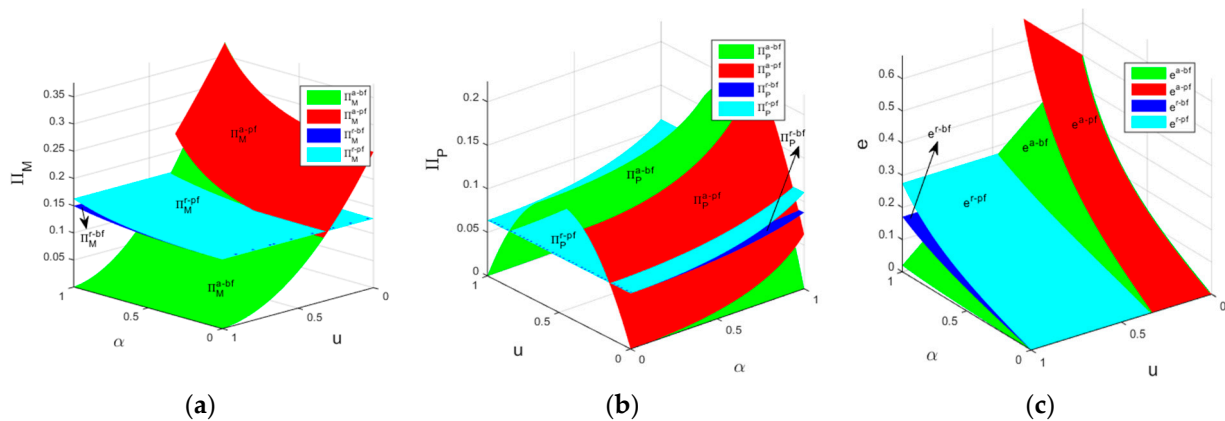 0.35
0.3
0.25
0.2
0.15
0.1
0.05
Π_M
Π_M^{a-bf}
Π_M^{a-pf}
Π_M^{r-bf}
Π_M^{r-pf}
Π_M^{a-pf}
Π_M^{r-pf}
Π_M^{r-bf}
Π_M^{a-bf}
1
0.5
0
α
1
0.5
0
u
(a)
0.2
0.15
0.1
0.05
0
Π_P
Π_P^{a-bf}
Π_P^{a-pf}
Π_P^{r-bf}
Π_P^{r-pf}
Π_P^{r-bf}
Π_P^{a-bf}
Π_P^{a-pf}
Π_P^{r-pf}
1
0.5
0
u
0
0.5
1
α
(b)
0.6
0.5
0.4
0.3
0.2
0.1
0
e
e^{a-bf}
e^{a-pf}
e^{r-bf}
e^{r-pf}
e^{r-bf}
e^{a-pf}
e^{a-bf}
e^{r-pf}
1
0.5
0
α
1
0.5
0
u
(c)